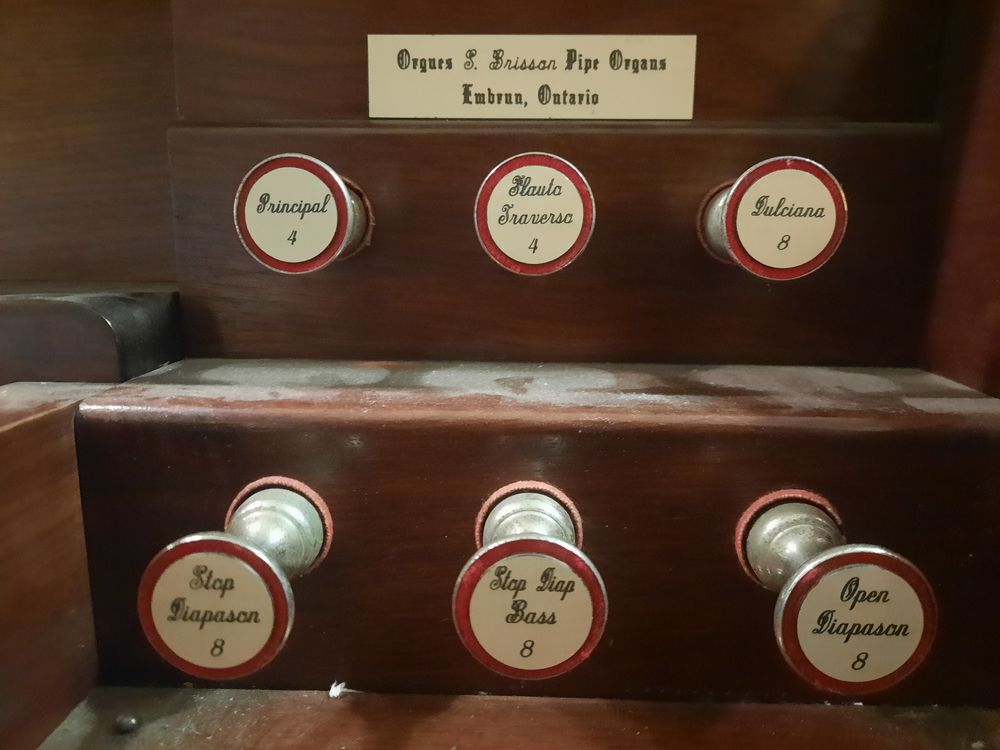 Orgues S. Brisson Pipe Organs
Embrun, Ontario
Principal
4
Flauto
Traverso
4
Dulciana
8
Stop
Diapason
8
Stop Diap
Bass
8
Open
Diapason
8